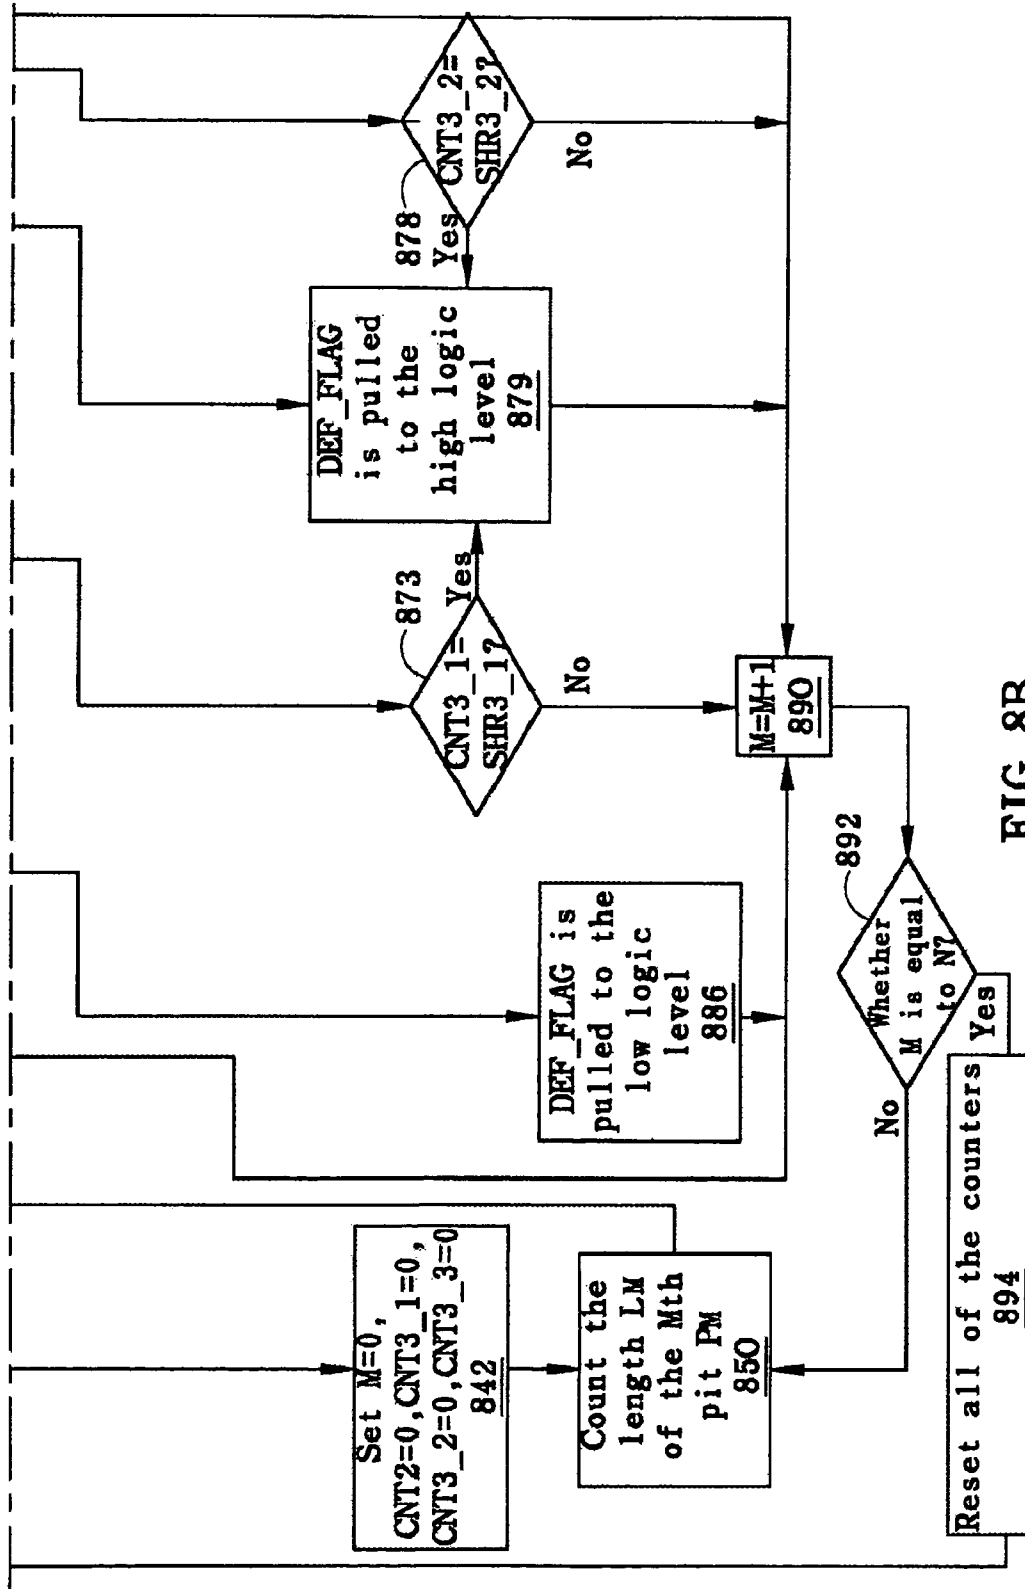 Set M=0,
CNT2=0,CNT3_1=0,
CNT3_2=0,CNT3_3=0
842
Count the
length LM
of the Mth
pit PM
850
DEF_FLAG is
pulled to the
low logic
level
886
CNT3_1=
SHR3_1?
873
Yes
No
DEF_FLAG
is pulled
to the
high logic
level
879
CNT3_2=
SHR3_2?
878
Yes
No
M=M+1
890
Whether
M is equal
to N?
892
No
Yes
Reset all of the counters
894
FIG. 8B